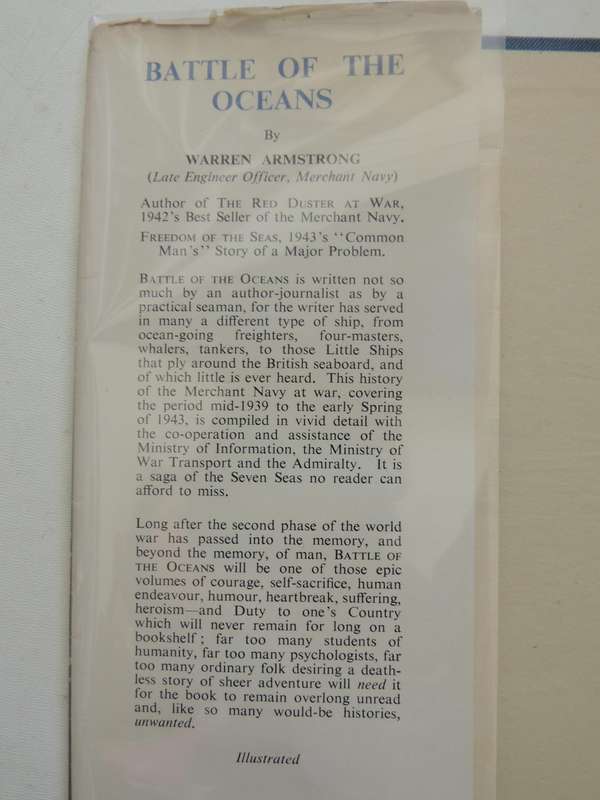 BATTLE OF THE
OCEANS
By
WARREN ARMSTRONG
(Late Engineer Officer, Merchant Navy)
Author of THE RED DUSTER AT WAR,
1942's Best Seller of the Merchant Navy.
FREEDOM OF THE SEAS, 1943's "Common
Man's" Story of a Major Problem.
BATTLE OF THE OCEANS is written not so
much by an author-journalist as by a
practical seaman, for the writer has served
in many a different type of ship, from
ocean-going freighters, four-masters,
whalers, tankers, to those Little Ships
that ply around the British seaboard, and
of which little is ever heard. This history
of the Merchant Navy at war, covering
the period mid-1939 to the early Spring
of 1943, is compiled in vivid detail with
the co-operation and assistance of the
Ministry of Information, the Ministry of
War Transport and the Admiralty. It is
a saga of the Seven Seas no reader can
afford to miss.
Long after the second phase of the world
war has passed into the memory, and
beyond the memory, of man, BATTLE OF
THE OCEANS will be one of those epic
volumes of courage, self-sacrifice, human
endeavour, humour, heartbreak, suffering,
heroism—and Duty to one's Country
which will never remain for long on a
bookshelf; far too many students of
humanity, far too many psychologists, far
too many ordinary folk desiring a death-
less story of sheer adventure will need it
for the book to remain overlong unread
and, like so many would-be histories,
unwanted.
Illustrated